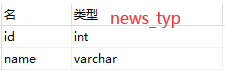 名 类型 news_typ
id int
name varchar